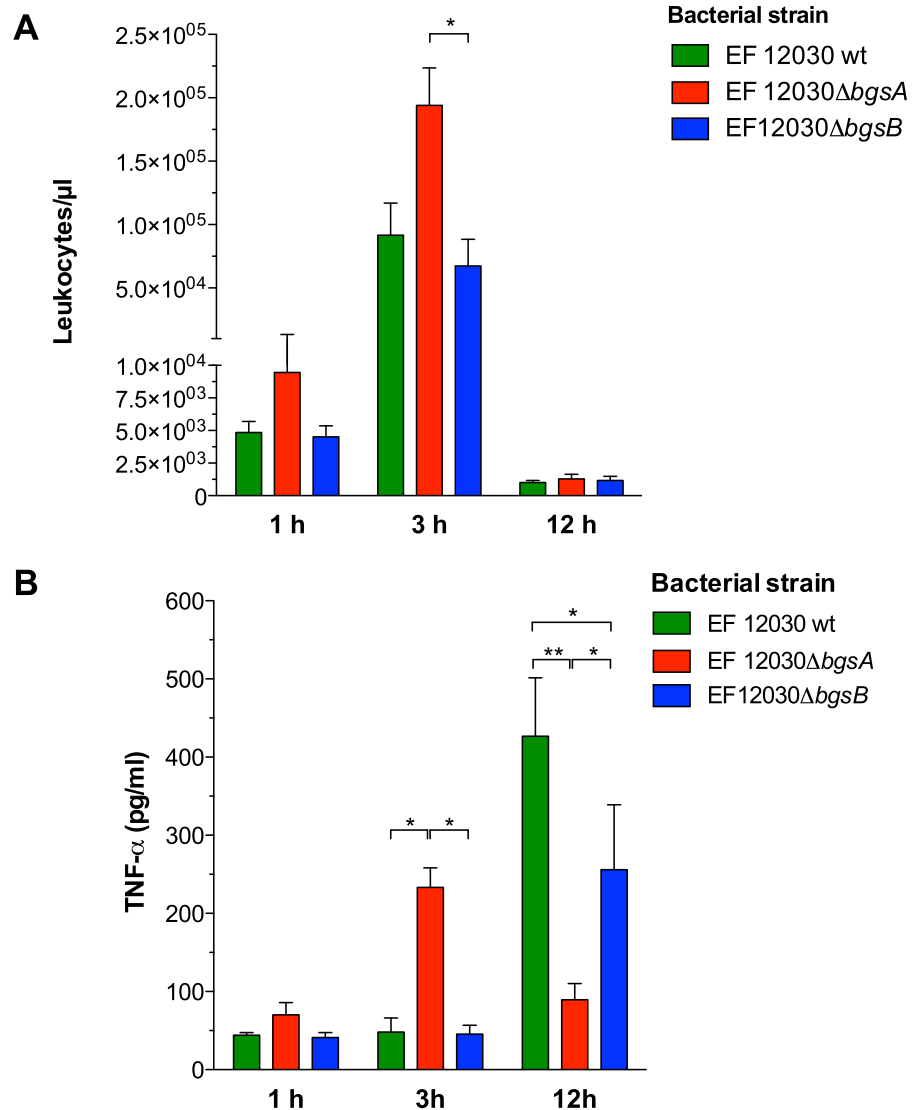 A
Bacterial strain
EF 12030 wt
EF 12030ΔbgsA
EF12030ΔbgsB
Leukocytes/µl
2.5×10⁰⁵
2.0×10⁰⁵
1.5×10⁰⁵
1.0×10⁰⁵
5.0×10⁰⁴
1.0×10⁰⁴
7.5×10⁰³
5.0×10⁰³
2.5×10⁰³
0
*
1 h 3 h 12 h
B
Bacterial strain
EF 12030 wt
EF 12030ΔbgsA
EF12030ΔbgsB
TNF-α (pg/ml)
600
500
400
300
200
100
0
*
** *
* *
1 h 3h 12h